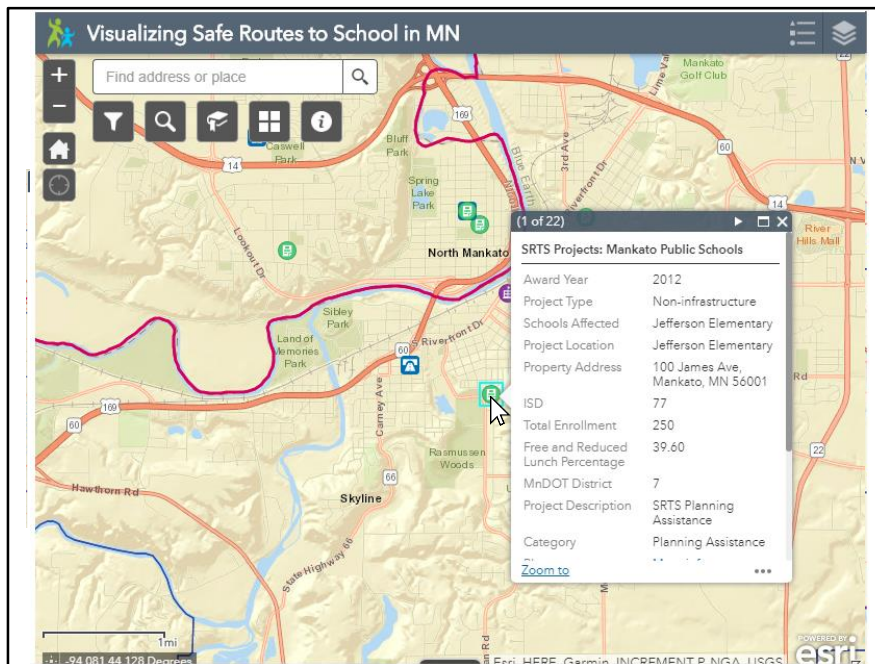 Visualizing Safe Routes to School in MN
+
Find address or place
−
Mankato
Golf Club
Lime Val
169
3rd Ave
60
Bluff
Park
Caswell
Park
Blue Earth
14
Spring
Lake
Park
Riverfront Dr
14
N V
Lookout Dr
North Mankato
River
Hills Mall
(1 of 22)
SRTS Projects: Mankato Public Schools
Award Year 2012
Project Type Non-infrastructure
Schools Affected Jefferson Elementary
Project Location Jefferson Elementary
Property Address 100 James Ave,
Mankato, MN 56001
ISD 77
Total Enrollment 250
Free and Reduced 39.60
Lunch Percentage
MnDOT District 7
Project Description SRTS Planning
Assistance
Category Planning Assistance
Zoom to
Sibley
Park
Land of
Memories
Park
60
S Riverfront Dr
Carney Ave
Rd
169
60
Rasmussen
Woods
22
66
Hawthorn Rd
Skyline
State Highway 66
1mi
-94.081 44.128 Degrees
Rd
Esri, HERE, Garmin, INCREMENT P, NGA, USGS
POWERED BY
esri